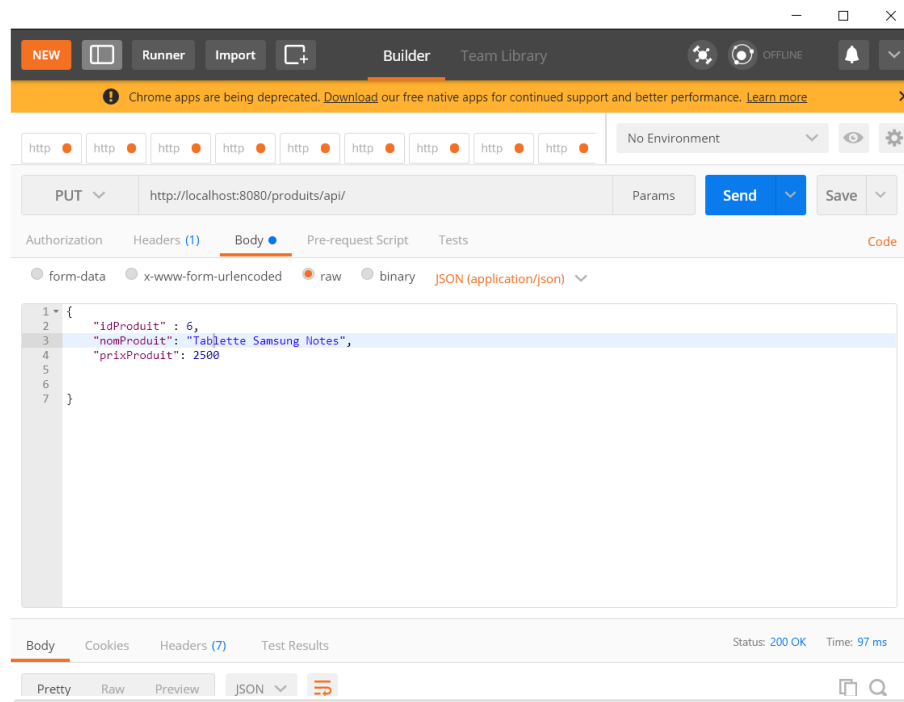 NEW Runner Import Builder Team Library OFFLINE
Chrome apps are being deprecated. Download our free native apps for continued support and better performance. Learn more
http http http http http http http http http No Environment
PUT http://localhost:8080/produits/api/ Params Send Save
Authorization Headers (1) Body Pre-request Script Tests Code
form-data x-www-form-urlencoded raw binary JSON (application/json)
1 {
2 "idProduit" : 6,
3 "nomProduit": "Tablette Samsung Notes",
4 "prixProduit": 2500
5
6
7 }
Body Cookies Headers (7) Test Results Status: 200 OK Time: 97 ms
Pretty Raw Preview JSON